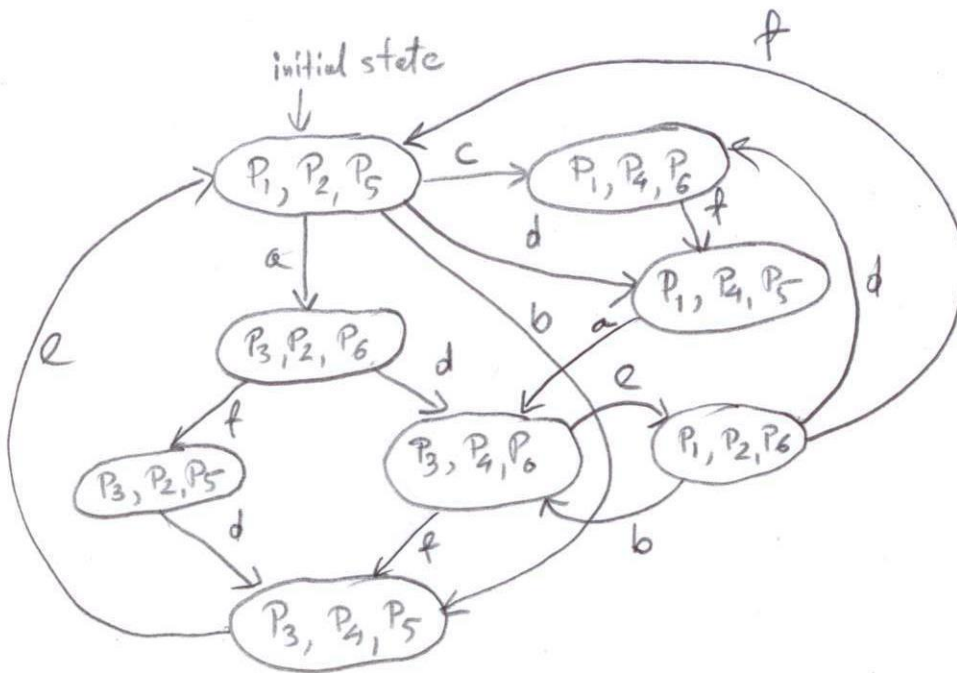 f
initial state
P1, P2, P5
c
P1, P4, P6
f
d
a
P1, P4, P5
d
b
a
e
P3, P2, P6
d
e
f
P3, P4, P6
P1, P2, P6
P3, P2, P5
d
f
b
P3, P4, P5